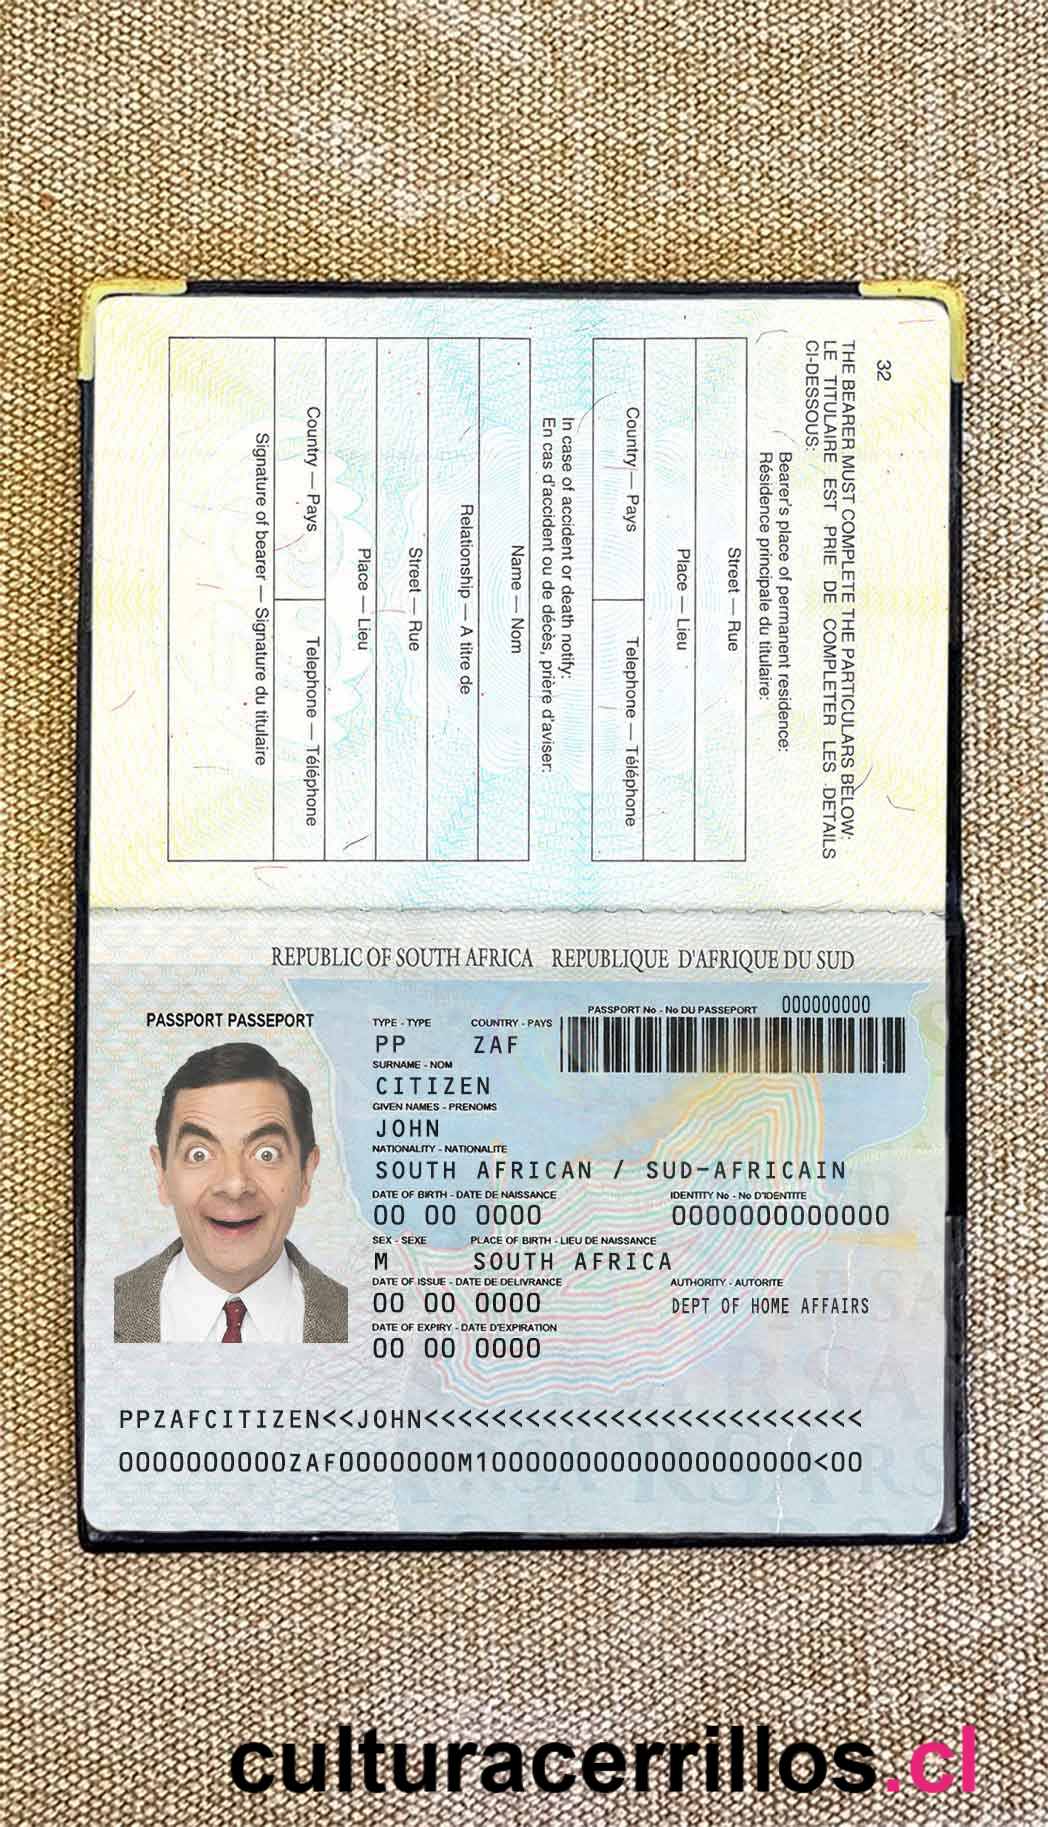 32
THE BEARER MUST COMPLETE THE PARTICULARS BELOW:
LE TITULAIRE EST PRIE DE COMPLETER LES DETAILS
CI-DESSOUS:
Bearer's place of permanent residence:
Résidence principale du titulaire:
Street — Rue
Place — Lieu
Country — Pays
Telephone — Téléphone
In case of accident or death notify:
En cas d'accident ou de décès, prière d'aviser:
Name — Nom
Relationship — A titre de
Street — Rue
Place — Lieu
Country — Pays
Telephone — Téléphone
Signature of bearer — Signature du titulaire
REPUBLIC OF SOUTH AFRICA REPUBLIQUE D'AFRIQUE DU SUD
PASSPORT PASSEPORT
PASSPORT No - No DU PASSEPORT 000000000
TYPE - TYPE COUNTRY - PAYS
PP ZAF
SURNAME - NOM
CITIZEN
GIVEN NAMES - PRENOMS
JOHN
NATIONALITY - NATIONALITE
SOUTH AFRICAN / SUD-AFRICAIN
DATE OF BIRTH - DATE DE NAISSANCE IDENTITY No - No D'IDENTITE
00 00 0000 0000000000000
SEX - SEXE PLACE OF BIRTH - LIEU DE NAISSANCE
M SOUTH AFRICA
DATE OF ISSUE - DATE DE DELIVRANCE AUTHORITY - AUTORITE
00 00 0000 DEPT OF HOME AFFAIRS
DATE OF EXPIRY - DATE D'EXPIRATION
00 00 0000
PPZAFCITIZEN<<JOHN<<<<<<<<<<<<<<<<<<<<<<<<<<
0000000000ZAF0000000M1000000000000000000<00
RSA
culturacerrillos.cl